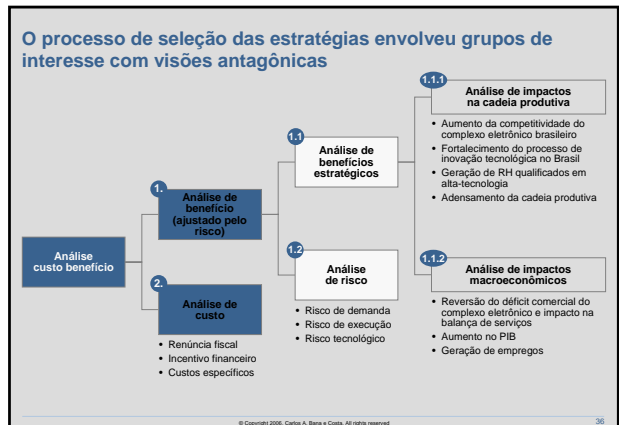 O processo de seleção das estratégias envolveu grupos de
interesse com visões antagônicas
Análise
custo benefício
1.
Análise de
benefício
(ajustado pelo
risco)
2.
Análise de
custo
• Renúncia fiscal
• Incentivo financeiro
• Custos específicos
1.1
Análise de
benefícios
estratégicos
1.2
Análise
de risco
• Risco de demanda
• Risco de execução
• Risco tecnológico
1.1.1
Análise de impactos
na cadeia produtiva
• Aumento da competitividade do
complexo eletrônico brasileiro
• Fortalecimento do processo de
inovação tecnológica no Brasil
• Geração de RH qualificados em
alta-tecnologia
• Adensamento da cadeia produtiva
1.1.2
Análise de impactos
macroeconômicos
• Reversão do déficit comercial do
complexo eletrônico e impacto na
balança de serviços
• Aumento no PIB
• Geração de empregos
© Copyright 2006, Carlos A. Bana e Costa. All rights reserved
36